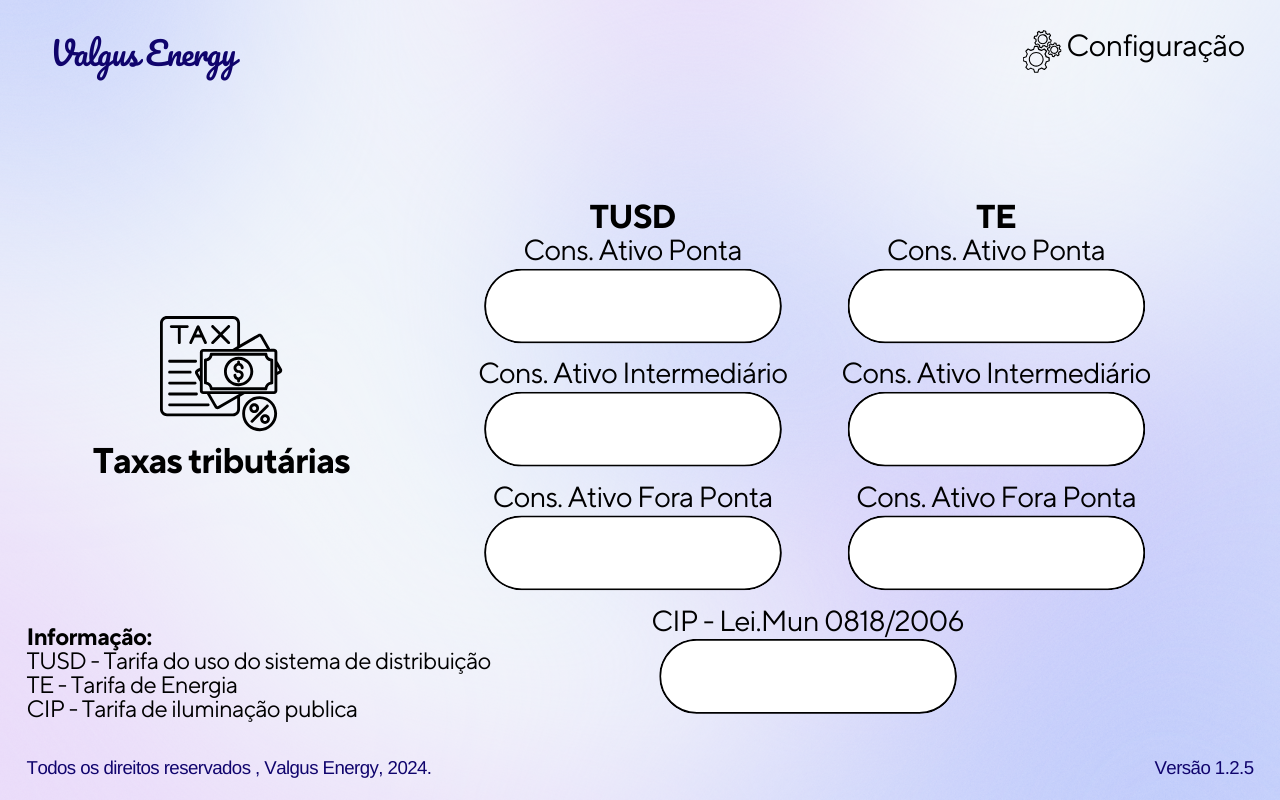 Valgus Energy
Configuração
TUSD
TE
Cons. Ativo Ponta
Cons. Ativo Ponta
TAX
$
%
Cons. Ativo Intermediário
Cons. Ativo Intermediário
Taxas tributárias
Cons. Ativo Fora Ponta
Cons. Ativo Fora Ponta
CIP - Lei.Mun 0818/2006
Informação:
TUSD - Tarifa do uso do sistema de distribuição
TE - Tarifa de Energia
CIP - Tarifa de iluminação publica
Todos os direitos reservados , Valgus Energy, 2024.
Versão 1.2.5